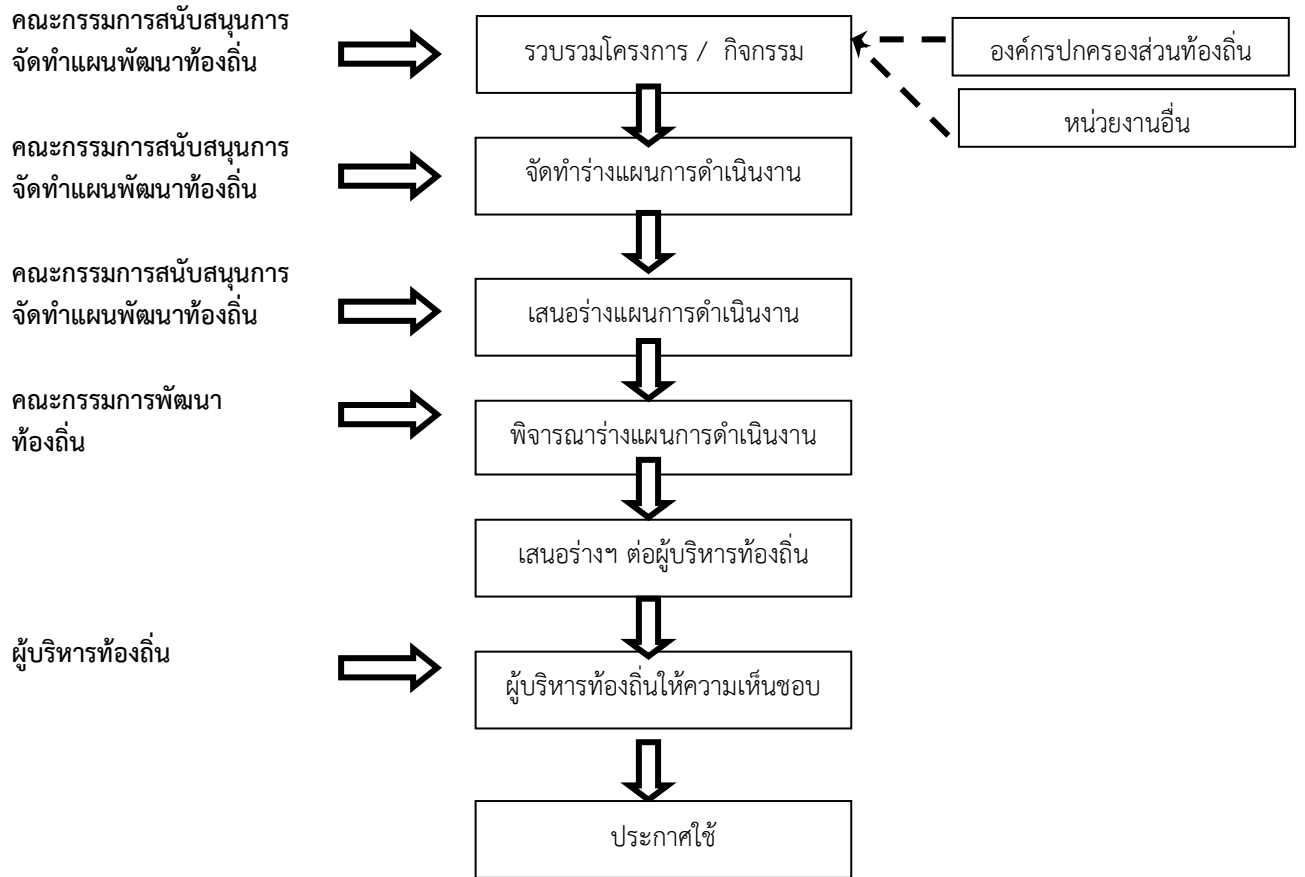 คณะกรรมการสนับสนุนการ
จัดทำแผนพัฒนาท้องถิ่น
รวบรวมโครงการ / กิจกรรม
องค์กรปกครองส่วนท้องถิ่น
หน่วยงานอื่น
คณะกรรมการสนับสนุนการ
จัดทำแผนพัฒนาท้องถิ่น
จัดทำร่างแผนการดำเนินงาน
คณะกรรมการสนับสนุนการ
จัดทำแผนพัฒนาท้องถิ่น
เสนอร่างแผนการดำเนินงาน
คณะกรรมการพัฒนา
ท้องถิ่น
พิจารณาร่างแผนการดำเนินงาน
เสนอร่างฯ ต่อผู้บริหารท้องถิ่น
ผู้บริหารท้องถิ่น
ผู้บริหารท้องถิ่นให้ความเห็นชอบ
ประกาศใช้